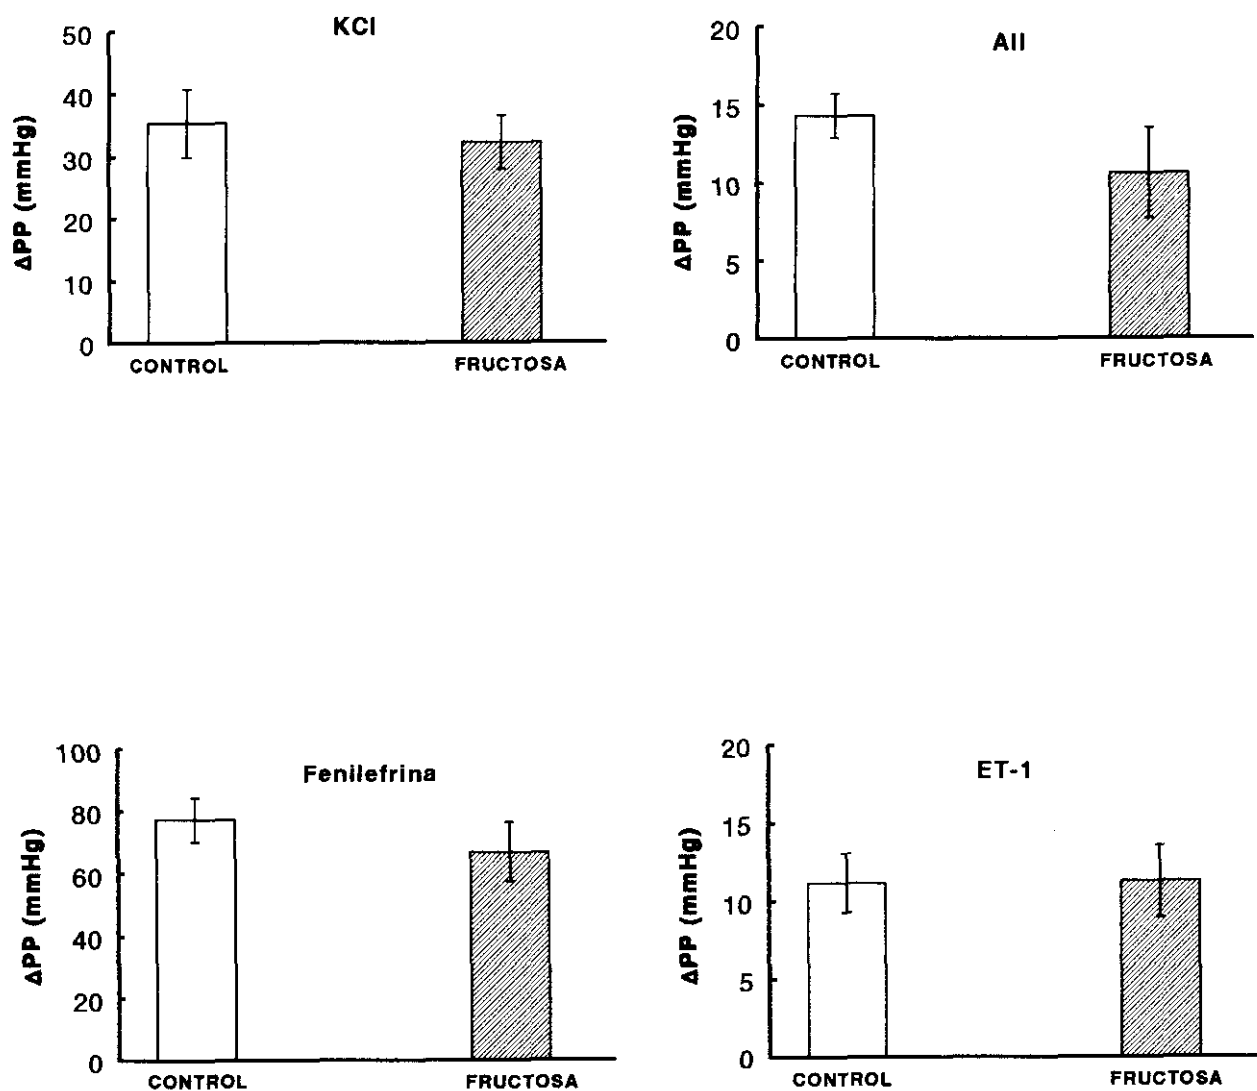 KCl
50
40
30
20
10
0
ΔPP (mmHg)
CONTROL
FRUCTOSA
AII
20
15
10
5
0
ΔPP (mmHg)
CONTROL
FRUCTOSA
Fenilefrina
100
80
60
40
20
0
ΔPP (mmHg)
CONTROL
FRUCTOSA
ET-1
20
15
10
5
0
ΔPP (mmHg)
CONTROL
FRUCTOSA